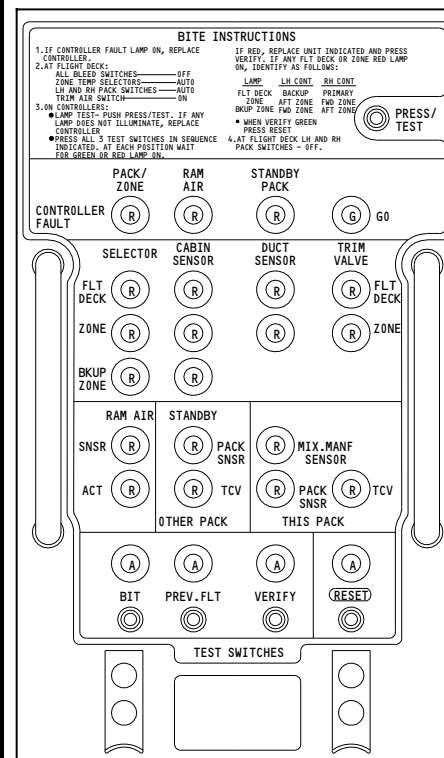 BITE INSTRUCTIONS
1.IF CONTROLLER FAULT LAMP ON, REPLACE
CONTROLLER.
2.AT FLIGHT DECK:
ALL BLEED SWITCHES OFF
ZONE TEMP SELECTORS AUTO
LH AND RH PACK SWITCHES AUTO
TRIM AIR SWITCH ON
3.ON CONTROLLERS:
●LAMP TEST- PUSH PRESS/TEST. IF ANY
LAMP DOES NOT ILLUMINATE, REPLACE
CONTROLLER
●PRESS ALL 3 TEST SWITCHES IN SEQUENCE
INDICATED. AT EACH POSITION WAIT
FOR GREEN OR RED LAMP ON.
IF RED, REPLACE UNIT INDICATED AND PRESS
VERIFY. IF ANY FLT DECK OR ZONE RED LAMP
ON, IDENTIFY AS FOLLOWS:
LAMP LH CONT RH CONT
FLT DECK BACKUP PRIMARY
ZONE AFT ZONE FWD ZONE
BKUP ZONE FWD ZONE AFT ZONE
• WHEN VERIFY GREEN
PRESS RESET
4.AT FLIGHT DECK LH AND RH
PACK SWITCHES - OFF.
PRESS/
TEST
PACK/
ZONE
RAM
AIR
STANDBY
PACK
CONTROLLER
FAULT
R R R G GO
SELECTOR
CABIN
SENSOR
DUCT
SENSOR
TRIM
VALVE
FLT
DECK
R R R R FLT
DECK
ZONE R R R R ZONE
BKUP
ZONE
R R
RAM AIR STANDBY
SNSR R R PACK
SNSR
R MIX.MANF
SENSOR
ACT R R TCV R PACK
SNSR
R TCV
OTHER PACK THIS PACK
A A A A
BIT PREV.FLT VERIFY RESET
TEST SWITCHES